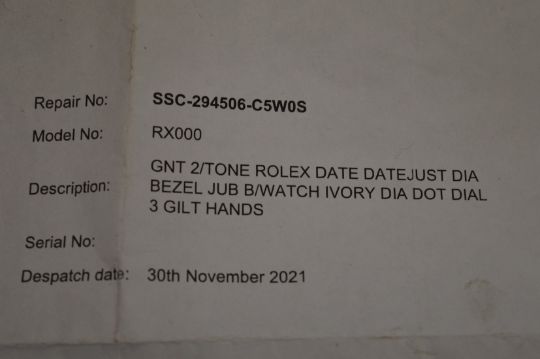 Repair No: SSC-294506-C5W0S
Model No: RX000
Description: GNT 2/TONE ROLEX DATE DATEJUST DIA
BEZEL JUB B/WATCH IVORY DIA DOT DIAL
3 GILT HANDS
Serial No:
Despatch date: 30th November 2021